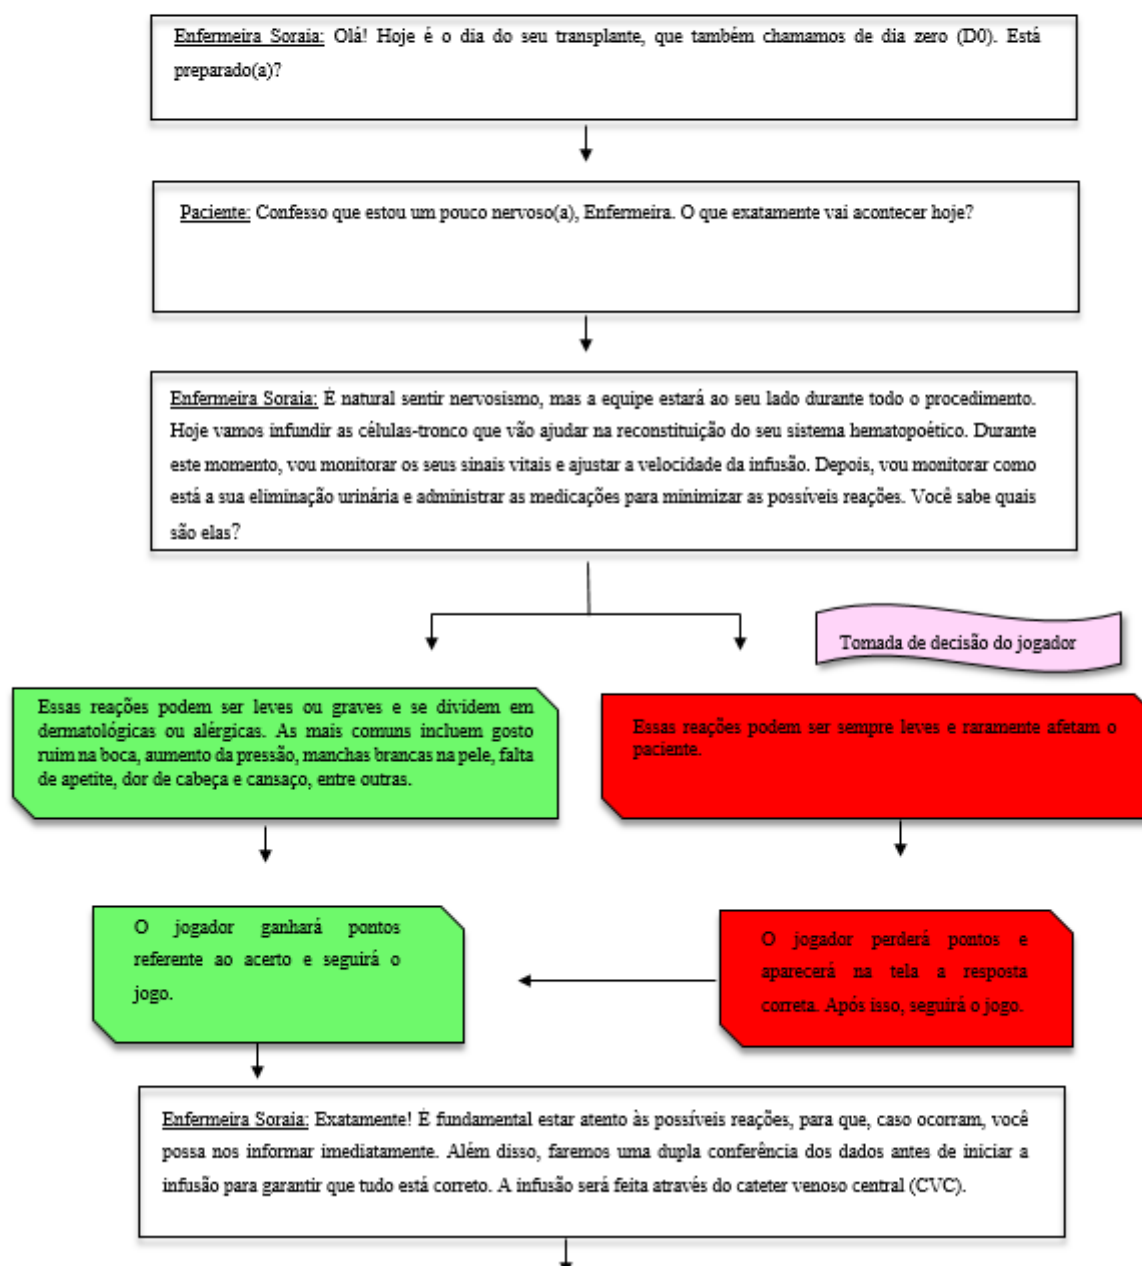 Enfermeira Soraia: Olá! Hoje é o dia do seu transplante, que também chamamos de dia zero (D0). Está
preparado(a)?
Paciente: Confesso que estou um pouco nervoso(a), Enfermeira. O que exatamente vai acontecer hoje?
Enfermeira Soraia: É natural sentir nervosismo, mas a equipe estará ao seu lado durante todo o procedimento.
Hoje vamos infundir as células-tronco que vão ajudar na reconstituição do seu sistema hematopoético. Durante
este momento, vou monitorar os seus sinais vitais e ajustar a velocidade da infusão. Depois, vou monitorar como
está a sua eliminação urinária e administrar as medicações para minimizar as possíveis reações. Você sabe quais
são elas?
Tomada de decisão do jogador
Essas reações podem ser leves ou graves e se dividem em
dermatológicas ou alérgicas. As mais comuns incluem gosto
ruim na boca, aumento da pressão, manchas brancas na pele, falta
de apetite, dor de cabeça e cansaço, entre outras.
Essas reações podem ser sempre leves e raramente afetam o
paciente.
O jogador ganhará pontos
referente ao acerto e seguirá o
jogo.
O jogador perderá pontos e
aparecerá na tela a resposta
correta. Após isso, seguirá o jogo.
Enfermeira Soraia: Exatamente! É fundamental estar atento às possíveis reações, para que, caso ocorram, você
possa nos informar imediatamente. Além disso, faremos uma dupla conferência dos dados antes de iniciar a
infusão para garantir que tudo está correto. A infusão será feita através do cateter venoso central (CVC).